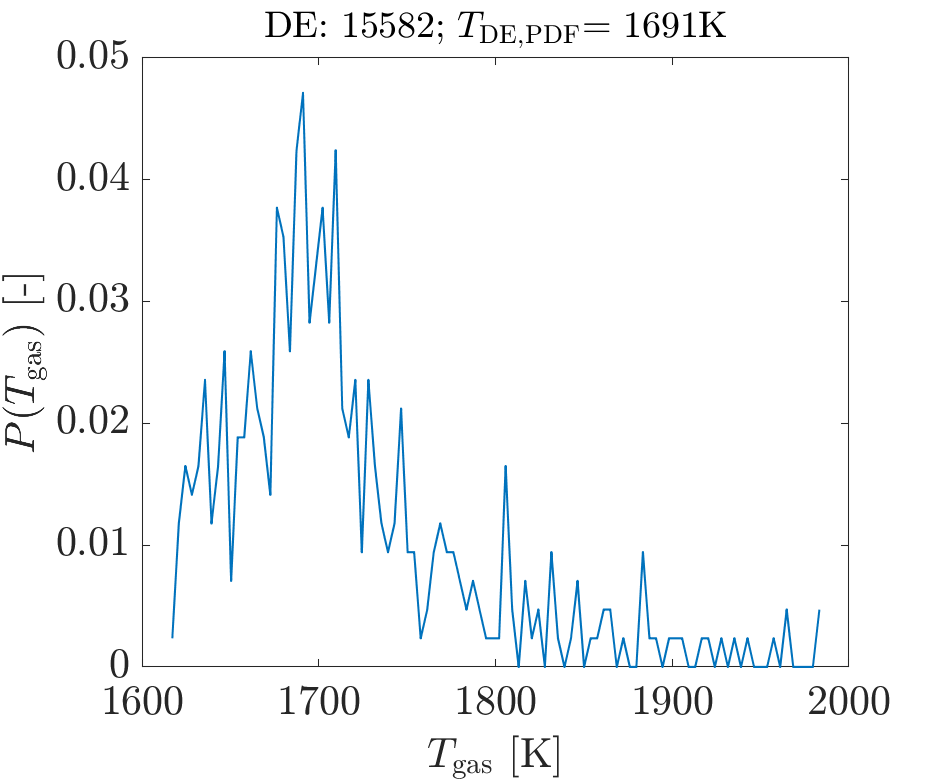 DE: 15582; T_DE,PDF= 1691K
0.05
0.04
0.03
0.02
0.01
0
P(T_gas) [-]
1600 1700 1800 1900 2000
T_gas [K]